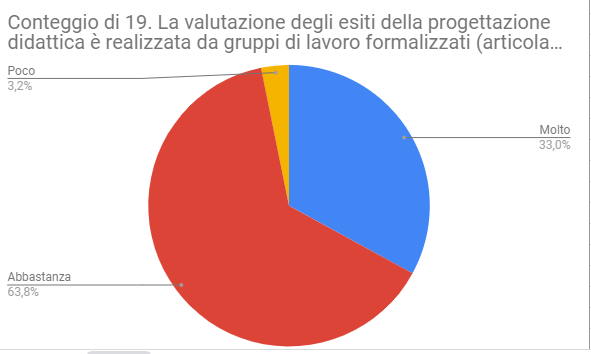 Conteggio di 19. La valutazione degli esiti della progettazione
didattica è realizzata da gruppi di lavoro formalizzati (articola…
Poco
3,2%
Molto
33,0%
Abbastanza
63,8%